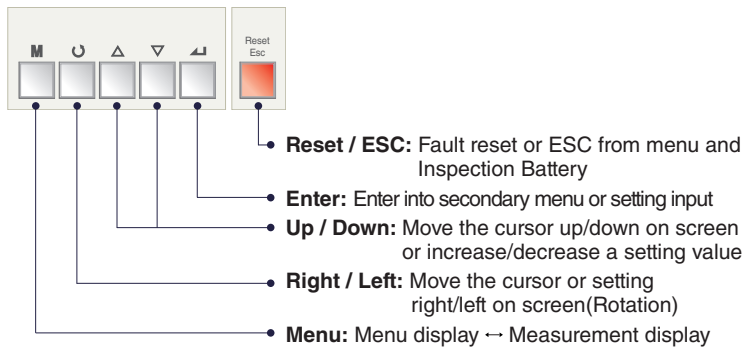 M
Reset
Esc
Reset / ESC: Fault reset or ESC from menu and
Inspection Battery
Enter: Enter into secondary menu or setting input
Up / Down: Move the cursor up/down on screen
or increase/decrease a setting value
Right / Left: Move the cursor or setting
right/left on screen(Rotation)
Menu: Menu display ↔ Measurement display